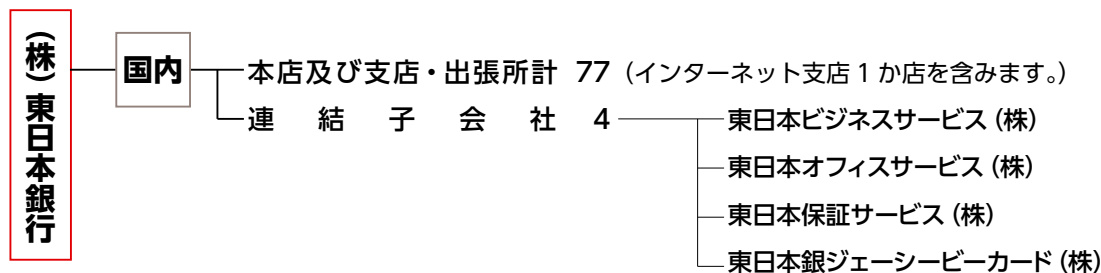 (株)東日本銀行
国内
本店及び支店・出張所計 77(インターネット支店1か店を含みます。)
連結子会社 4
東日本ビジネスサービス(株)
東日本オフィスサービス(株)
東日本保証サービス(株)
東日本銀ジェーシービーカード(株)